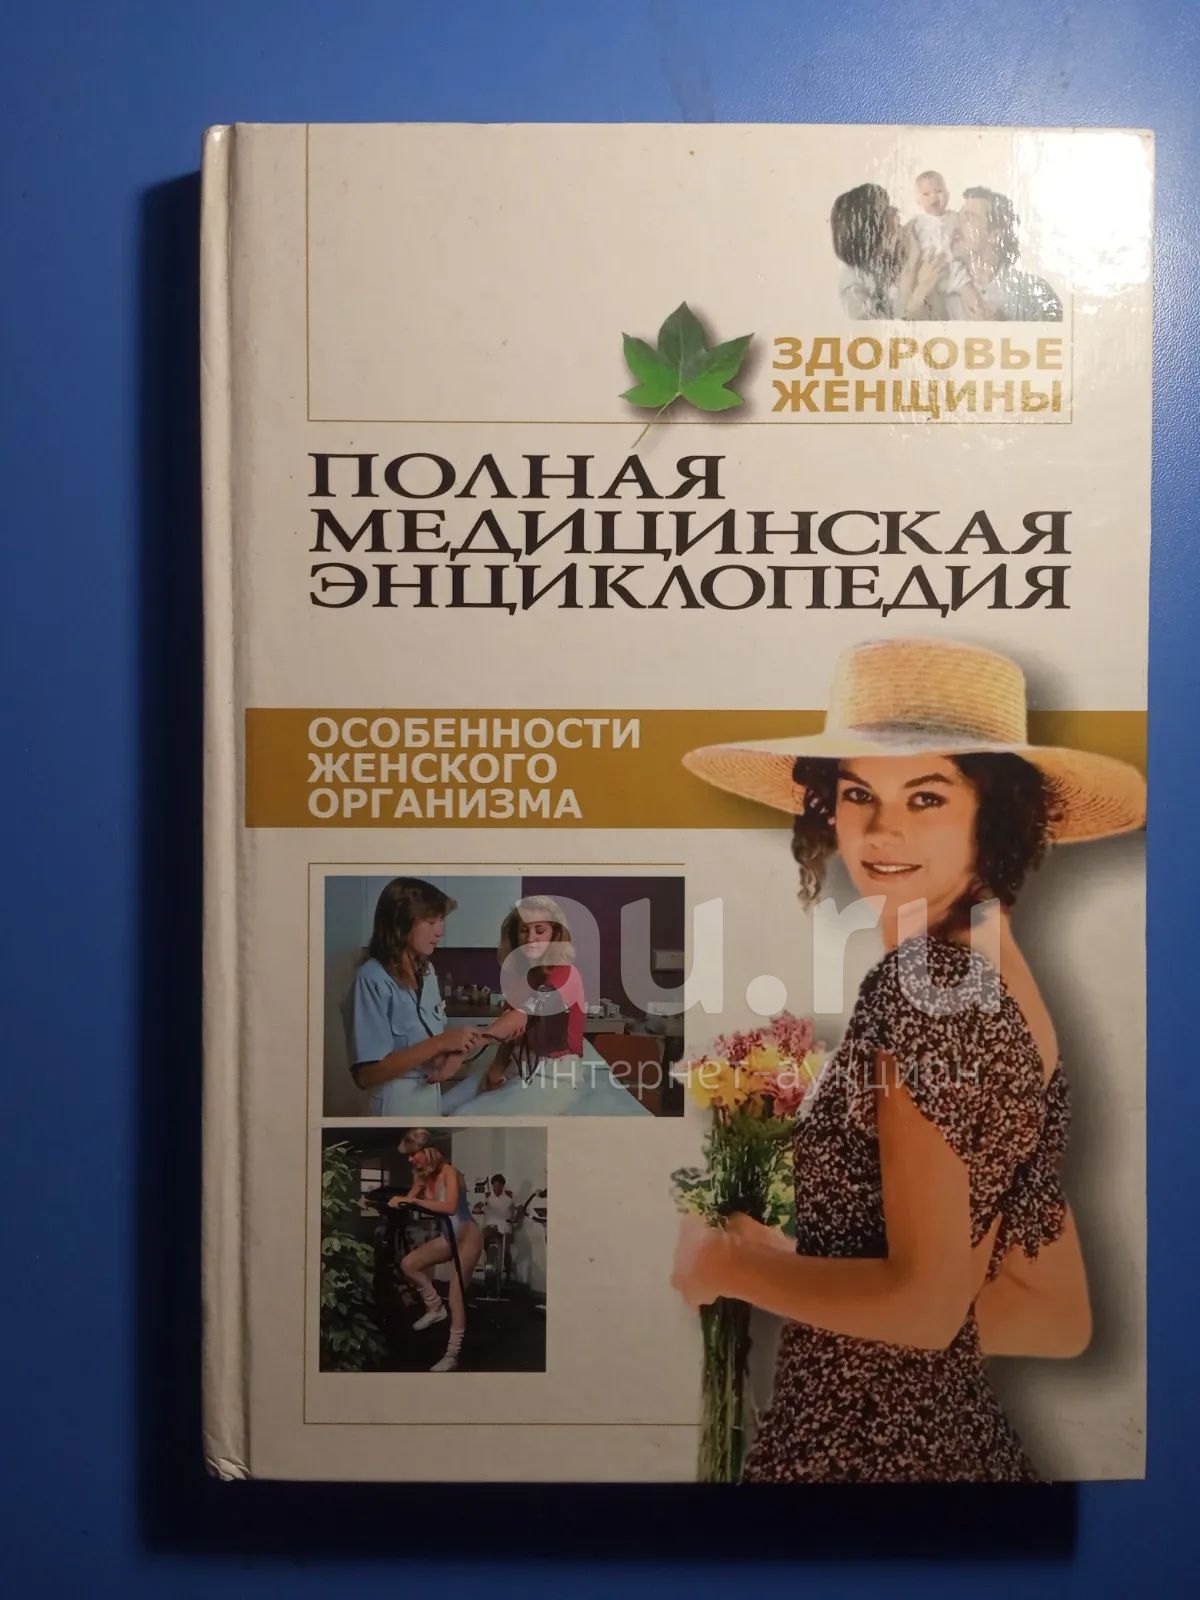 ЗДОРОВЬЕ
ЖЕНЩИНЫ
ПОЛНАЯ
МЕДИЦИНСКАЯ
ЭНЦИКЛОПЕДИЯ
ОСОБЕННОСТИ
ЖЕНСКОГО
ОРГАНИЗМА
au.ru
интернет-аукцион